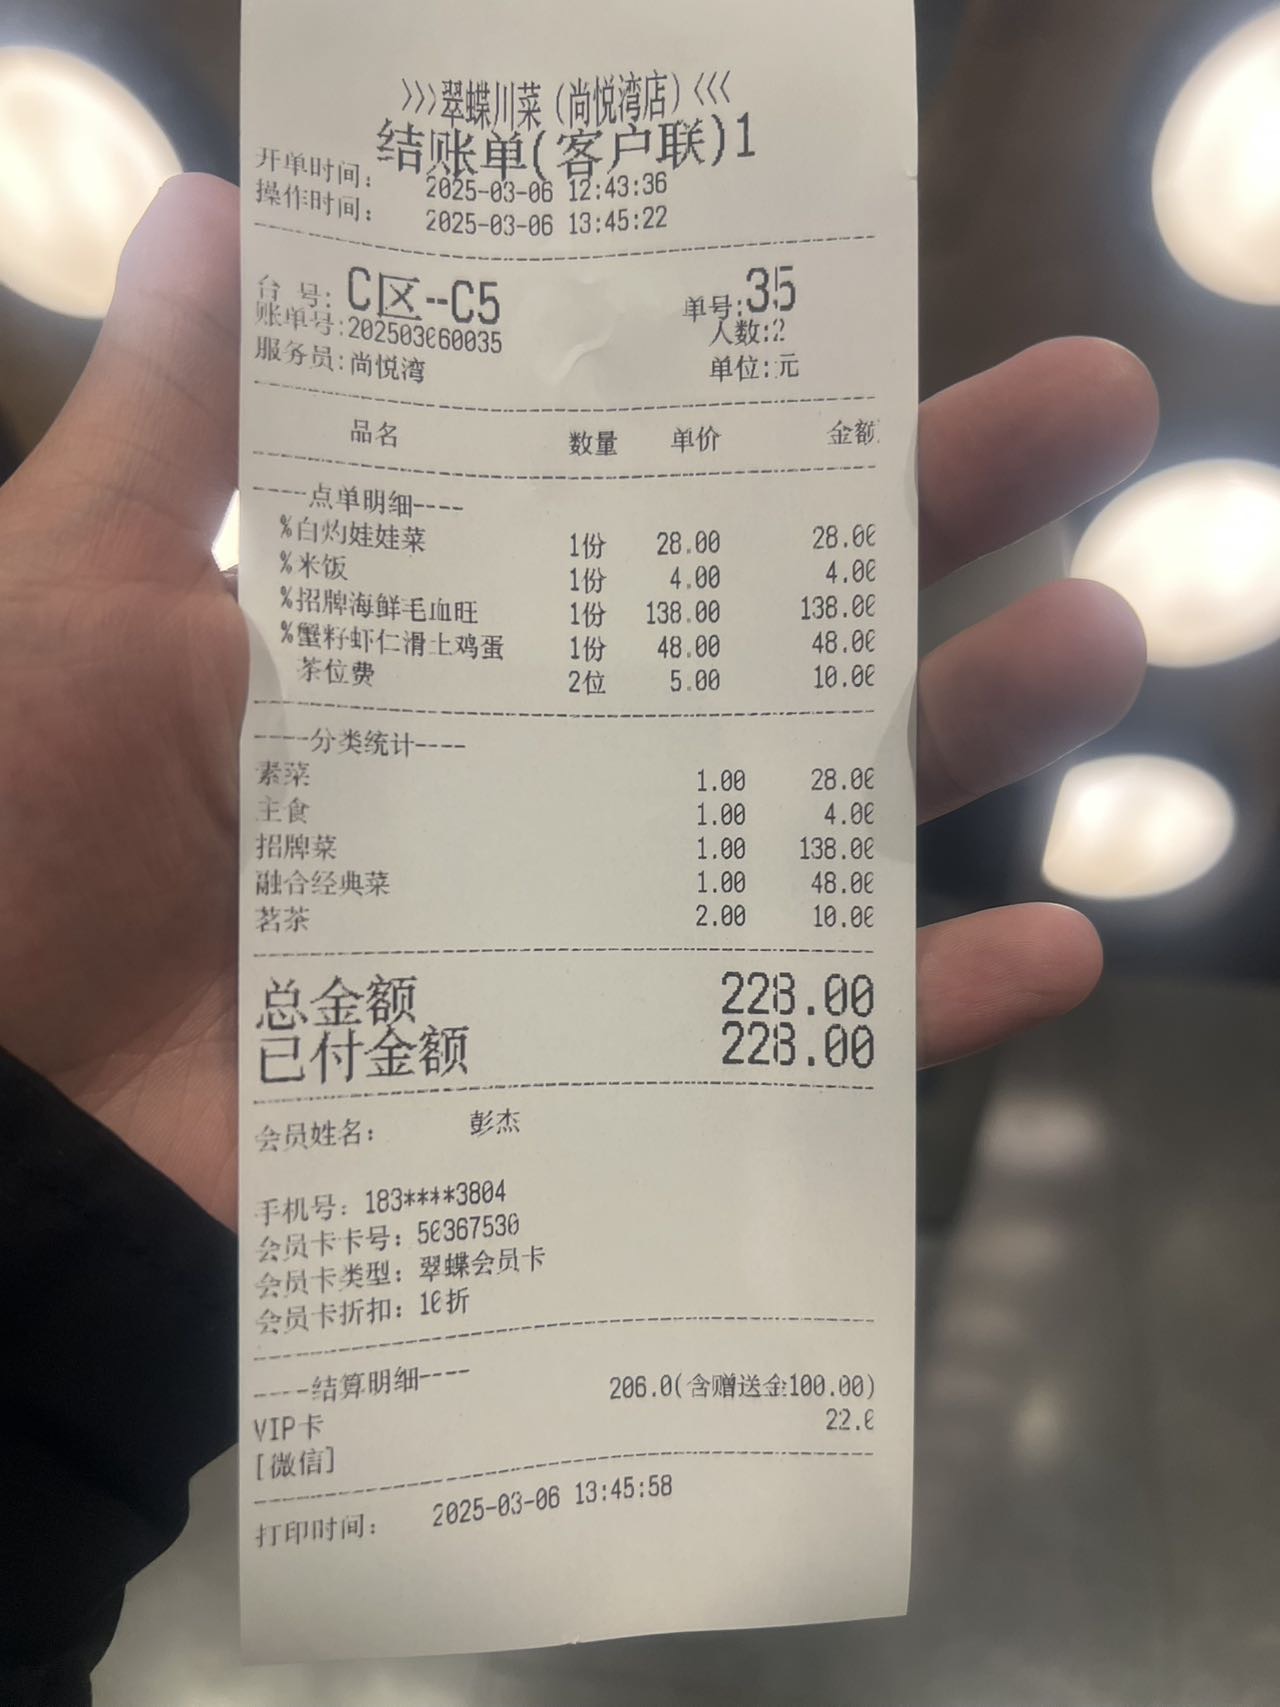 >>>翠蝶川菜(尚悦湾店)<<<
结账单(客户联)1
开单时间: 2025-03-06 12:43:36
操作时间: 2025-03-06 13:45:22
台 号: C区--C5 单号:35
账单号:202503060035 人数:2
服务员:尚悦湾 单位:元
品名 数量 单价 金额
----点单明细----
%白灼娃娃菜 1份 28.00 28.00
%米饭 1份 4.00 4.00
%招牌海鲜毛血旺 1份 138.00 138.00
%蟹籽虾仁滑土鸡蛋 1份 48.00 48.00
茶位费 2位 5.00 10.00
----分类统计----
素菜 1.00 28.00
主食 1.00 4.00
招牌菜 1.00 138.00
融合经典菜 1.00 48.00
茗茶 2.00 10.00
总金额 228.00
已付金额 228.00
会员姓名: 彭杰
手机号: 183****3804
会员卡卡号: 50367530
会员卡类型: 翠蝶会员卡
会员卡折扣: 10折
----结算明细----
VIP卡 206.0(含赠送金100.00)
[微信] 22.0
打印时间: 2025-03-06 13:45:58